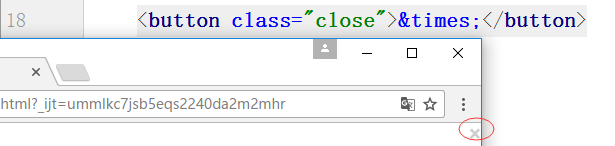 18 <button class="close">&times;</button>
html?_ijt=ummlkc7jsb5eqs2240da2m2mhr